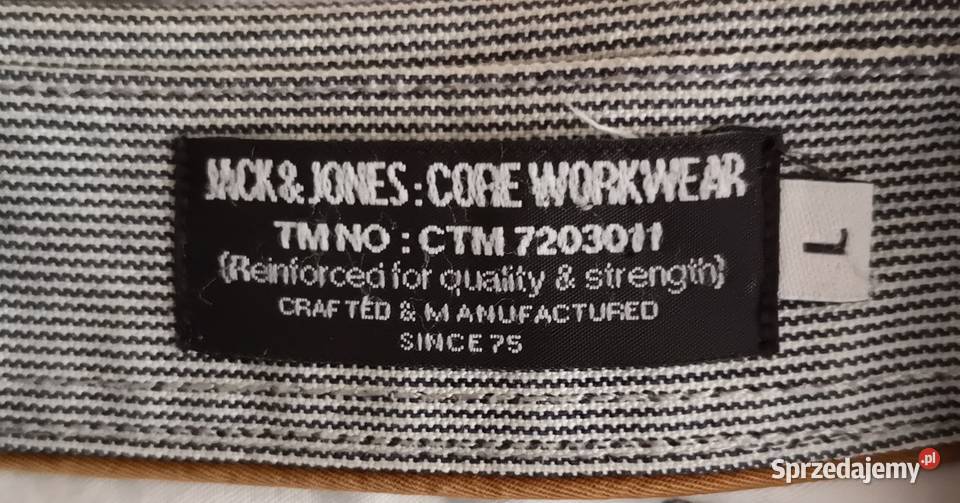 JACK & JONES : CORE WORKWEAR
TM NO : CTM 7203011
(Reinforced for quality & strength)
CRAFTED & MANUFACTURED
SINCE 75
L
Sprzedajemy.pl